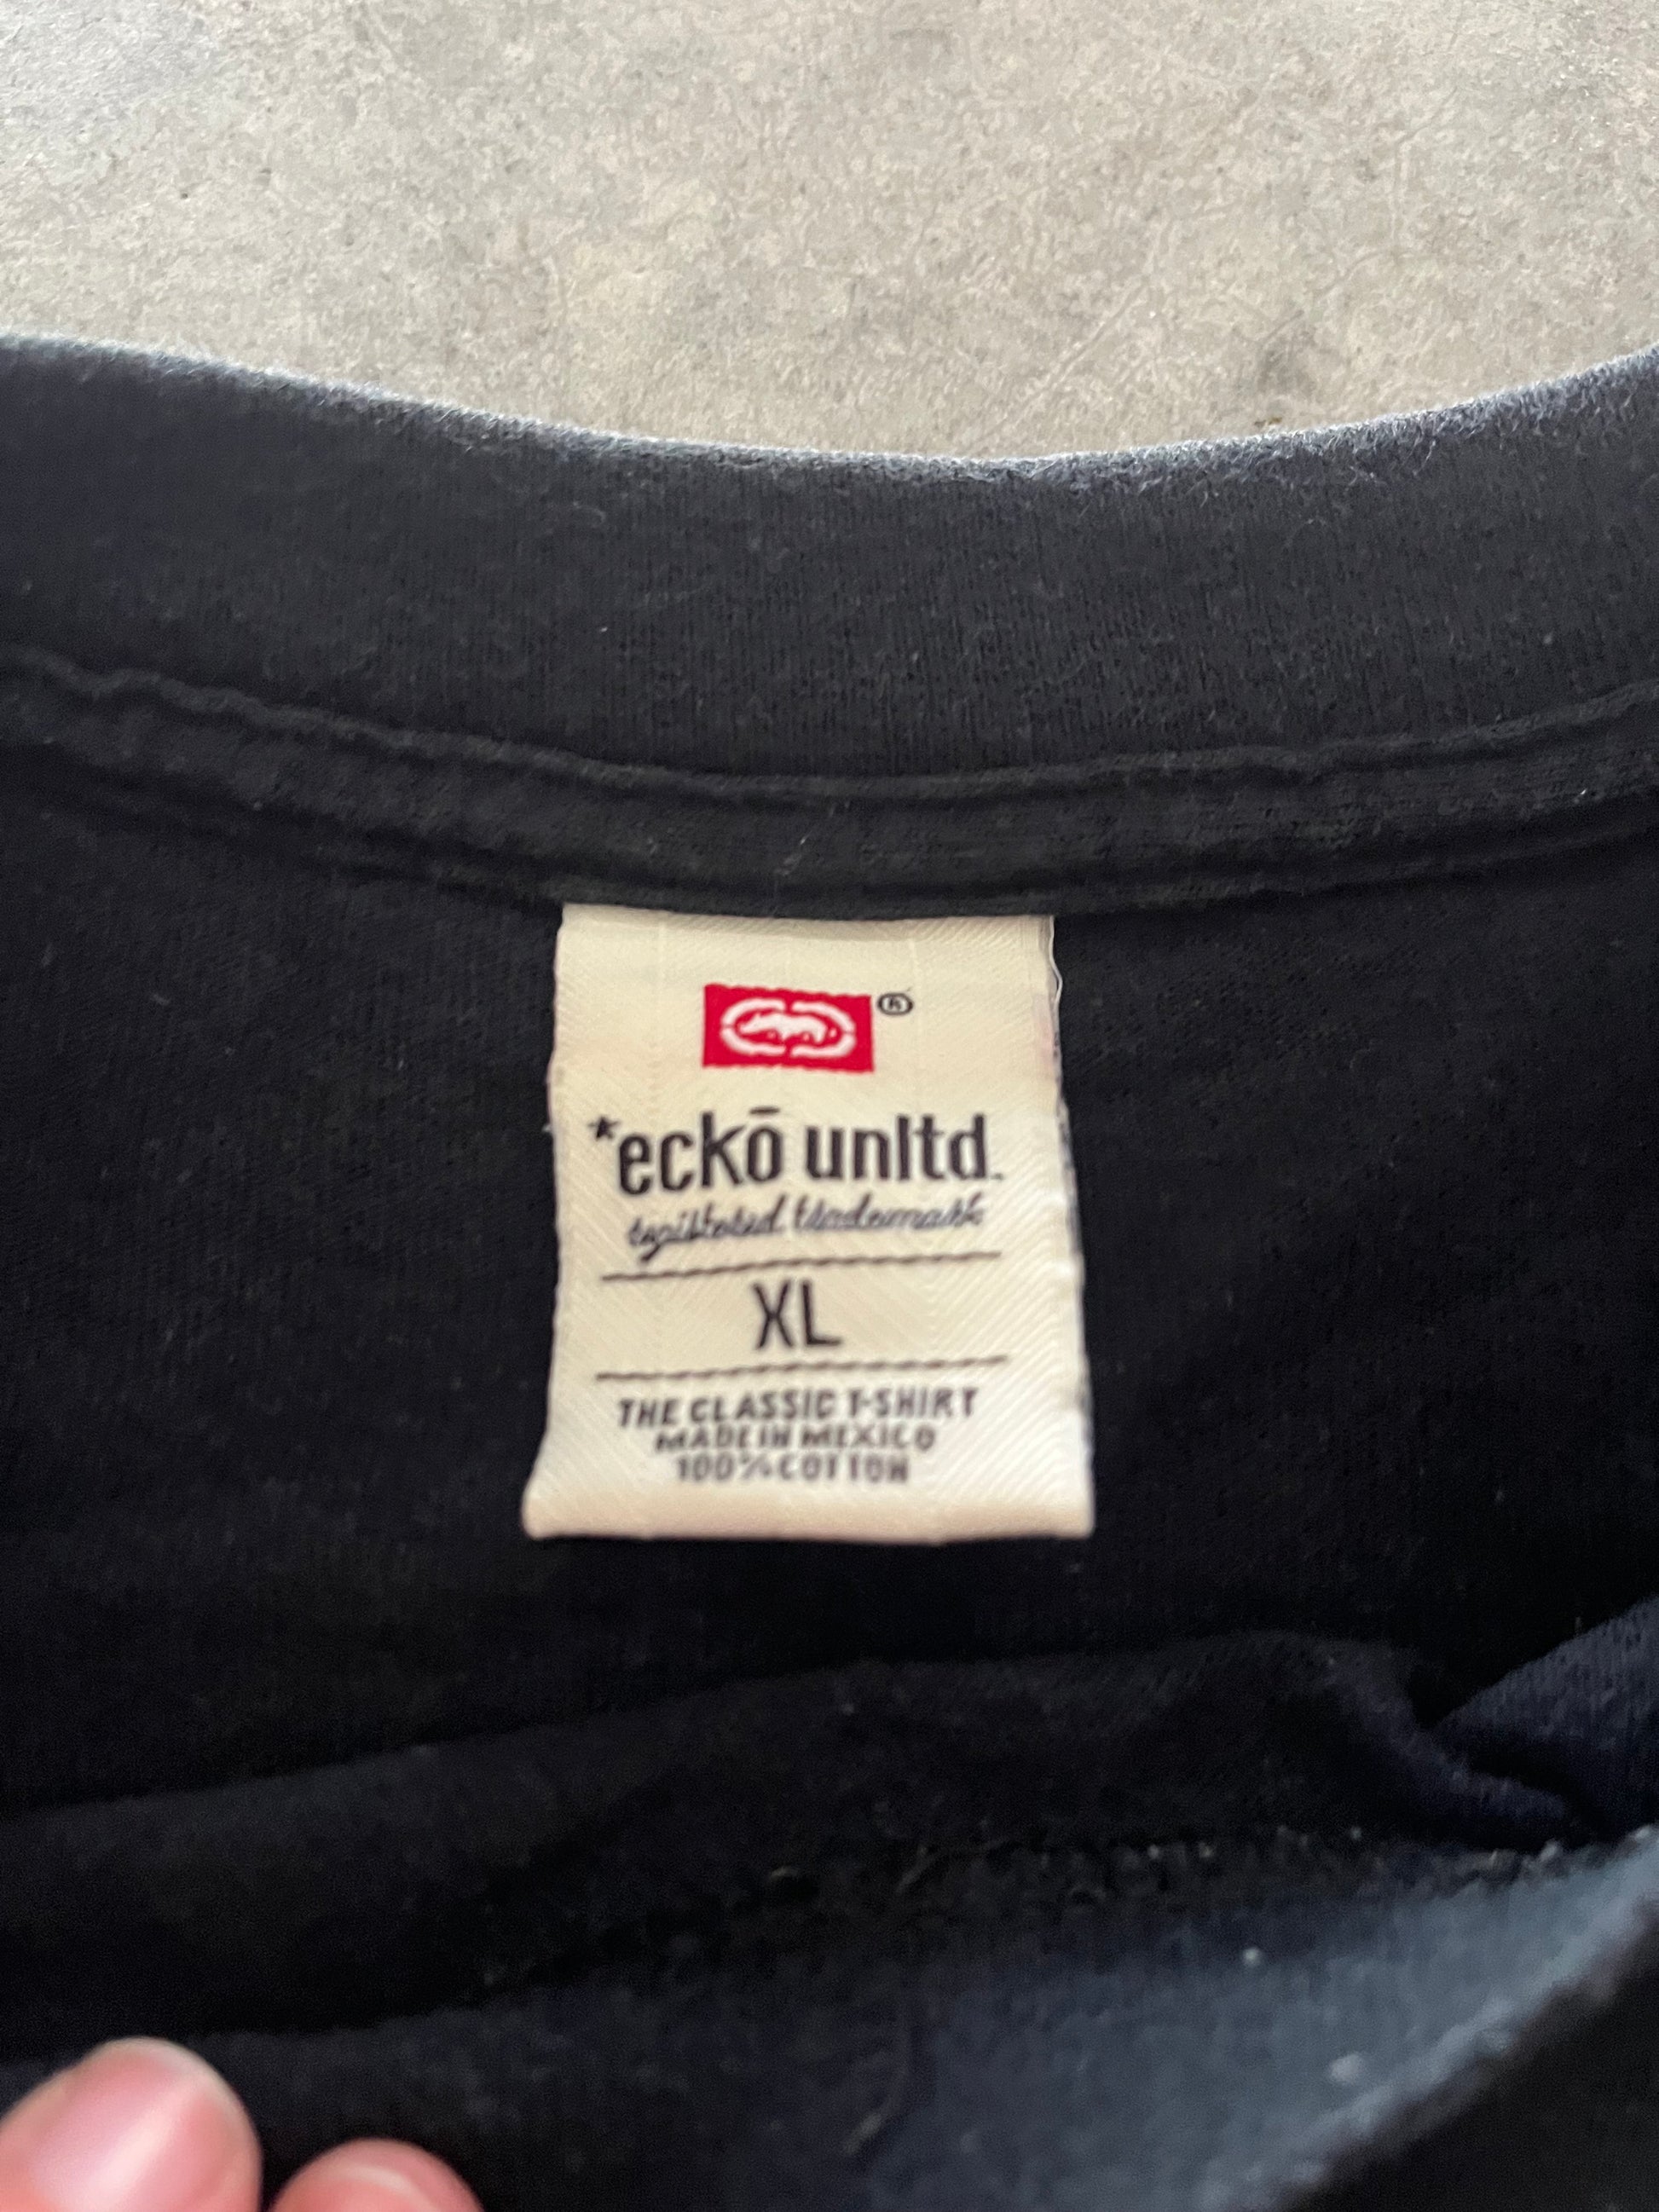 ®
*eckō unltd.
registered trademark
XL
THE CLASSIC T-SHIRT
MADE IN MEXICO
100% COTTON